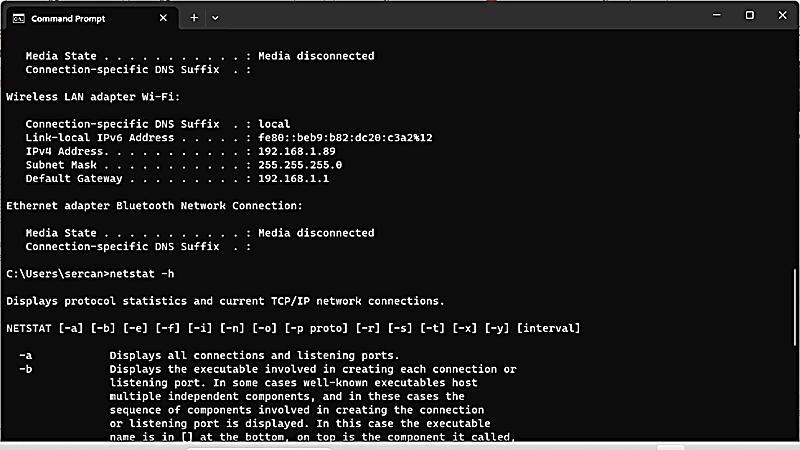 Command Prompt
Media State . . . . . . . . . . . : Media disconnected
Connection-specific DNS Suffix  . :
Wireless LAN adapter Wi-Fi:
Connection-specific DNS Suffix  . : local
Link-local IPv6 Address . . . . . : fe80::beb9:b82:dc20:c3a2%12
IPv4 Address. . . . . . . . . . . : 192.168.1.89
Subnet Mask . . . . . . . . . . . : 255.255.255.0
Default Gateway . . . . . . . . . : 192.168.1.1
Ethernet adapter Bluetooth Network Connection:
Media State . . . . . . . . . . . : Media disconnected
Connection-specific DNS Suffix  . :
C:\Users\sercan>netstat -h
Displays protocol statistics and current TCP/IP network connections.
NETSTAT [-a] [-b] [-e] [-f] [-i] [-n] [-o] [-p proto] [-r] [-s] [-t] [-x] [-y] [interval]
-a            Displays all connections and listening ports.
-b            Displays the executable involved in creating each connection or
listening port. In some cases well-known executables host
multiple independent components, and in these cases the
sequence of components involved in creating the connection
or listening port is displayed. In this case the executable
name is in [] at the bottom, on top is the component it called,